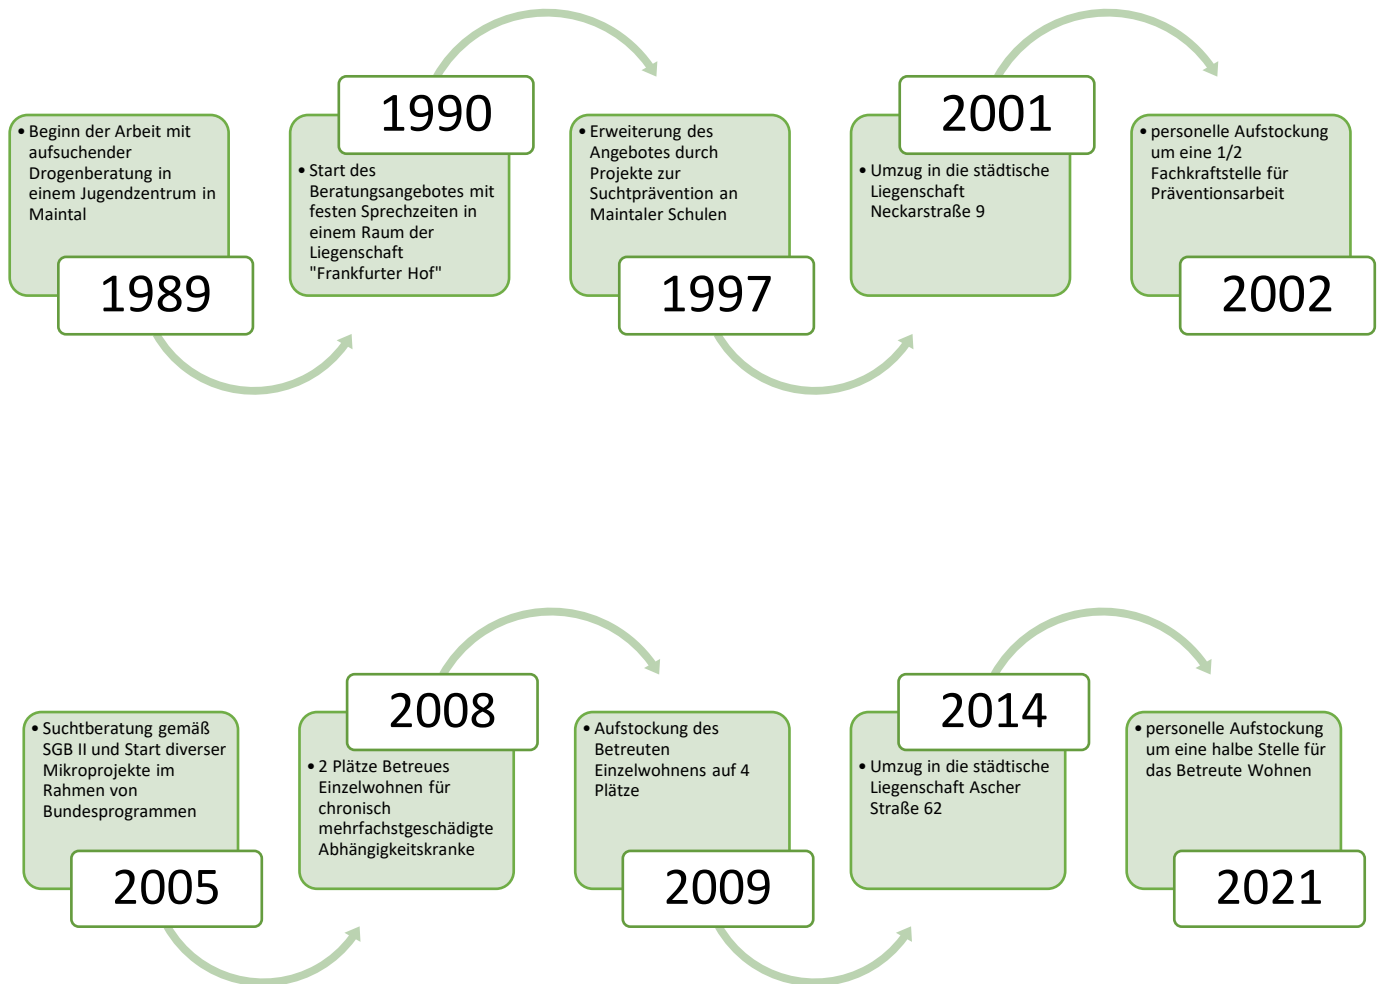 • Beginn der Arbeit mit
aufsuchender
Drogenberatung in
einem Jugendzentrum in
Maintal
1989
1990
• Start des
Beratungsangebotes mit
festen Sprechzeiten in
einem Raum der
Liegenschaft
"Frankfurter Hof"
• Erweiterung des
Angebotes durch
Projekte zur
Suchtprävention an
Maintaler Schulen
1997
2001
• Umzug in die städtische
Liegenschaft
Neckarstraße 9
• personelle Aufstockung
um eine 1/2
Fachkraftstelle für
Präventionsarbeit
2002
• Suchtberatung gemäß
SGB II und Start diverser
Mikroprojekte im
Rahmen von
Bundesprogrammen
2005
2008
• 2 Plätze Betreues
Einzelwohnen für
chronisch
mehrfachstgeschädigte
Abhängigkeitskranke
• Aufstockung des
Betreuten
Einzelwohnens auf 4
Plätze
2009
2014
• Umzug in die städtische
Liegenschaft Ascher
Straße 62
• personelle Aufstockung
um eine halbe Stelle für
das Betreute Wohnen
2021